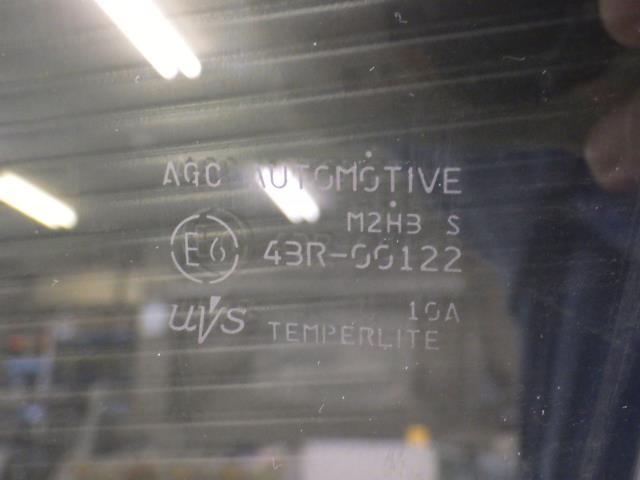 AGC AUTOMOTIVE
M2H3 S
E6 43R-00122
uvs 10A
TEMPERLITE